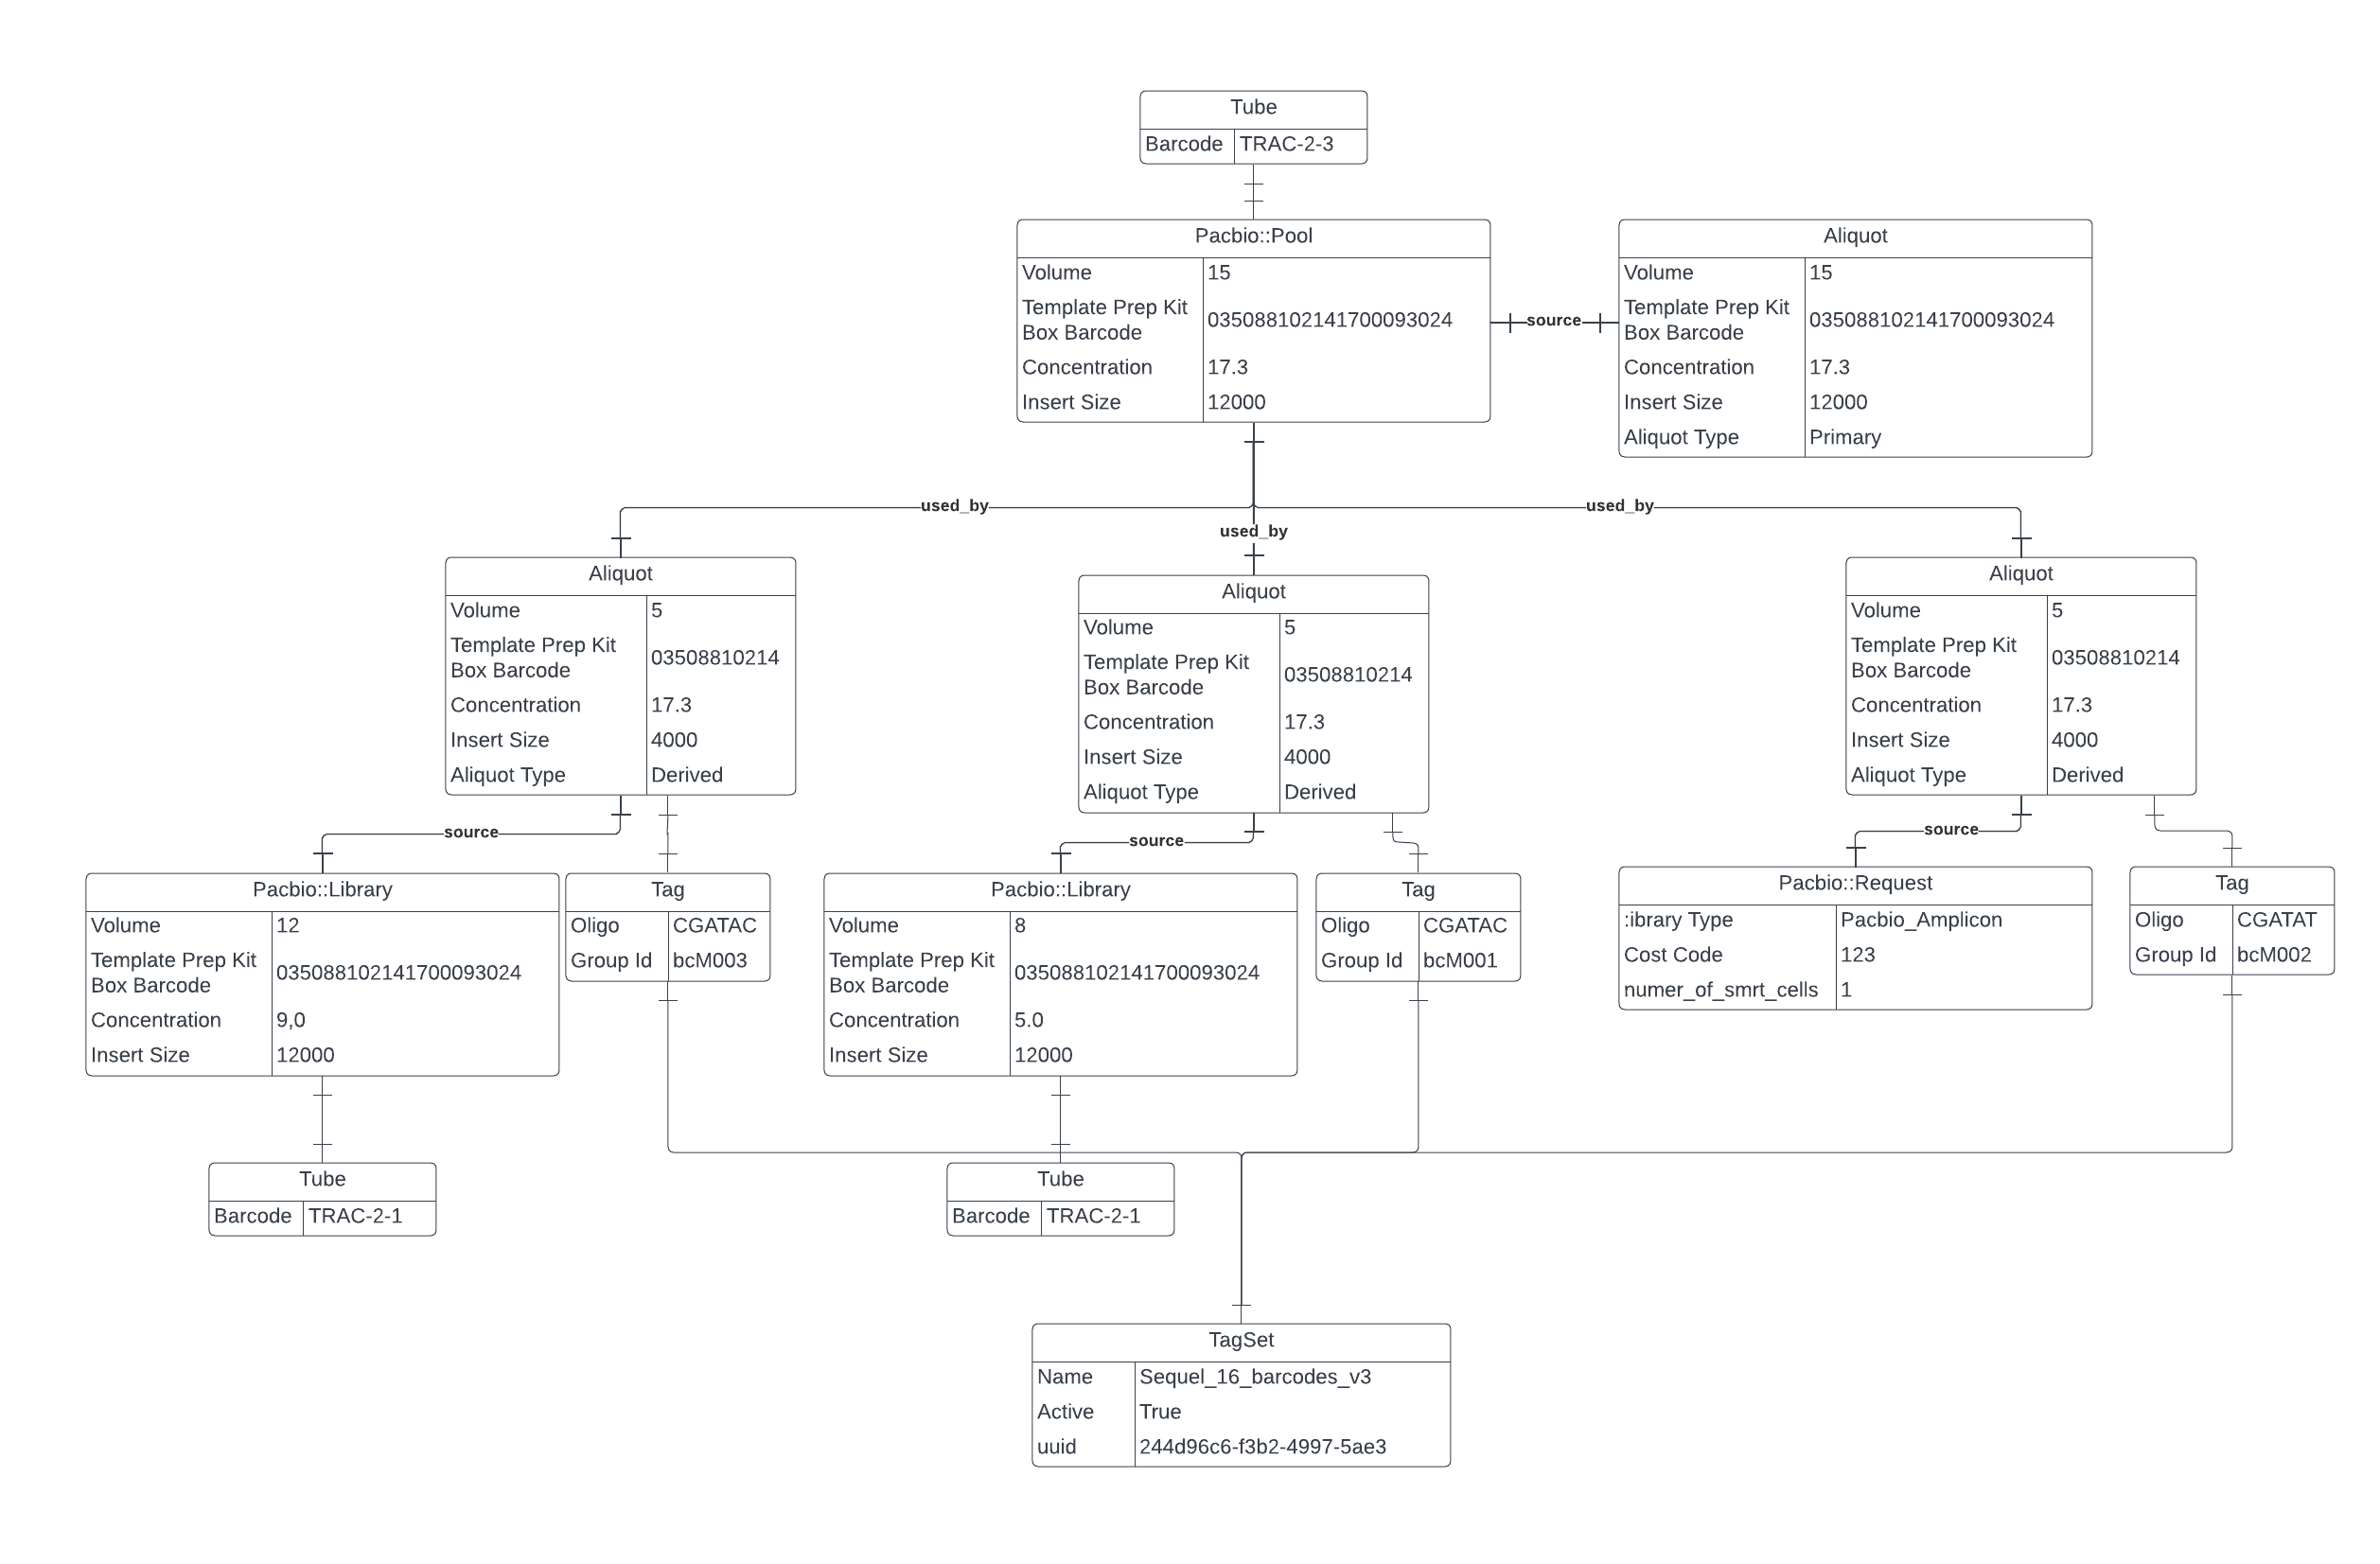 Tube
Barcode TRAC-2-3
Pacbio::Pool
Volume 15
Template Prep Kit
Box Barcode 035088102141700093024
Concentration 17.3
Insert Size 12000
source
Aliquot
Volume 15
Template Prep Kit
Box Barcode 035088102141700093024
Concentration 17.3
Insert Size 12000
Aliquot Type Primary
used_by
used_by
used_by
Aliquot
Volume 5
Template Prep Kit
Box Barcode 03508810214
Concentration 17.3
Insert Size 4000
Aliquot Type Derived
Aliquot
Volume 5
Template Prep Kit
Box Barcode 03508810214
Concentration 17.3
Insert Size 4000
Aliquot Type Derived
Aliquot
Volume 5
Template Prep Kit
Box Barcode 03508810214
Concentration 17.3
Insert Size 4000
Aliquot Type Derived
source
source
source
Pacbio::Library
Volume 12
Template Prep Kit
Box Barcode 035088102141700093024
Concentration 9,0
Insert Size 12000
Tag
Oligo CGATAC
Group Id bcM003
Pacbio::Library
Volume 8
Template Prep Kit
Box Barcode 035088102141700093024
Concentration 5.0
Insert Size 12000
Tag
Oligo CGATAC
Group Id bcM001
Pacbio::Request
:ibrary Type Pacbio_Amplicon
Cost Code 123
numer_of_smrt_cells 1
Tag
Oligo CGATAT
Group Id bcM002
Tube
Barcode TRAC-2-1
Tube
Barcode TRAC-2-1
TagSet
Name Sequel_16_barcodes_v3
Active True
uuid 244d96c6-f3b2-4997-5ae3